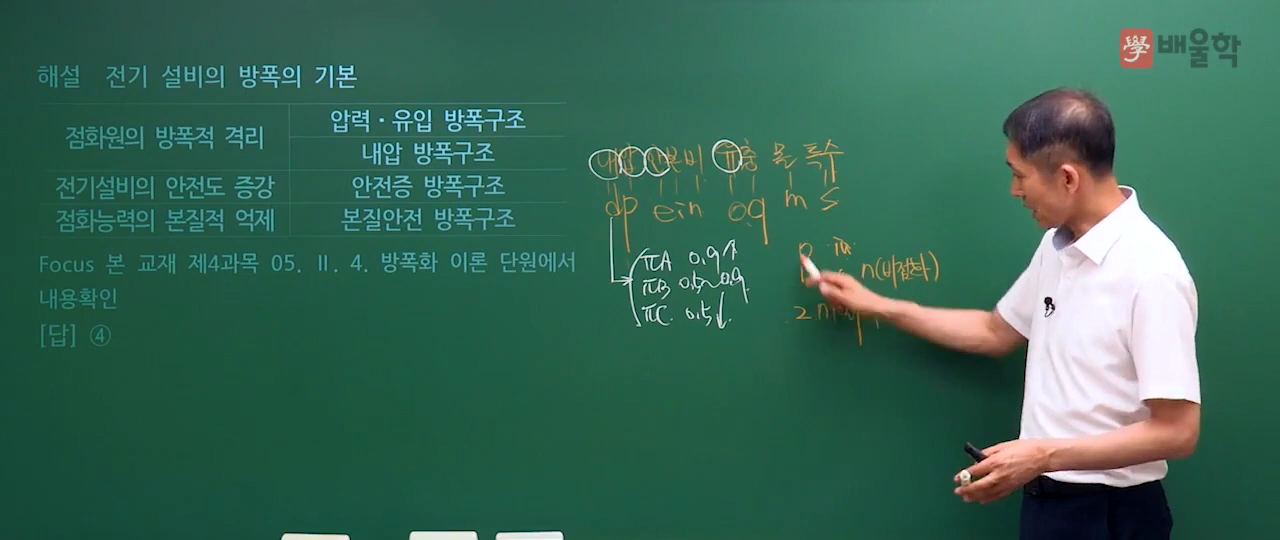 學 배울학
해설 전기 설비의 방폭의 기본
점화원의 방폭적 격리
압력·유입 방폭구조
내압 방폭구조
전기설비의 안전도 증강 안전증 방폭구조
점화능력의 본질적 억제 본질안전 방폭구조
Focus 본 교재 제4과목 05. Ⅱ. 4. 방폭화 이론 단원에서
내용확인
[답] ④
내압 안본비 유충 몰 특수
dp ein oq m s
ⅡA 0.9↑
ⅡB 0.5~0.9
ⅡC 0.5↓
n(비점화)
2